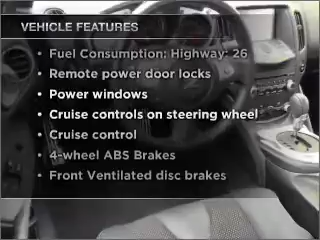 VEHICLE FEATURES
• Fuel Consumption: Highway: 26
• Remote power door locks
• Power windows
• Cruise controls on steering wheel
• Cruise control
• 4-wheel ABS Brakes
• Front Ventilated disc brakes